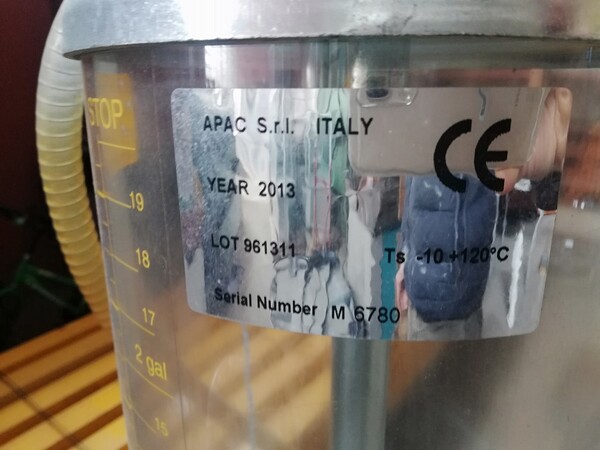 STOP
19
18
17
2 gal
15
APAC S.r.l. ITALY
CE
YEAR 2013
LOT 961311
Ts -10 +120°C
Serial Number M 6780